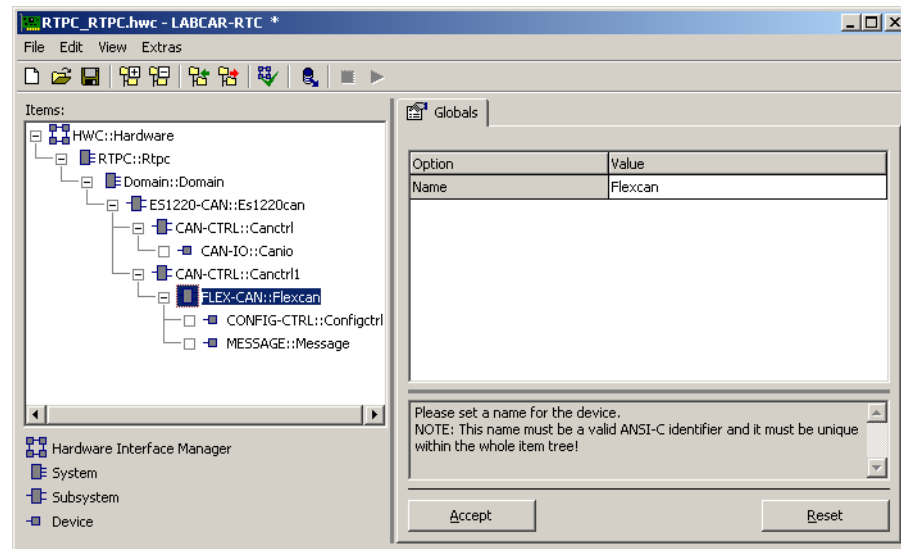 RTPC_RTPC.hwc - LABCAR-RTC *
File Edit View Extras
Items:
HWC::Hardware
RTPC::Rtpc
Domain::Domain
ES1220-CAN::Es1220can
CAN-CTRL::Canctrl
CAN-IO::Canio
CAN-CTRL::Canctrl1
FLEX-CAN::Flexcan
CONFIG-CTRL::Configctrl
MESSAGE::Message
Hardware Interface Manager
System
Subsystem
Device
Globals
Option Value
Name Flexcan
Please set a name for the device.
NOTE: This name must be a valid ANSI-C identifier and it must be unique
within the whole item tree!
Accept Reset